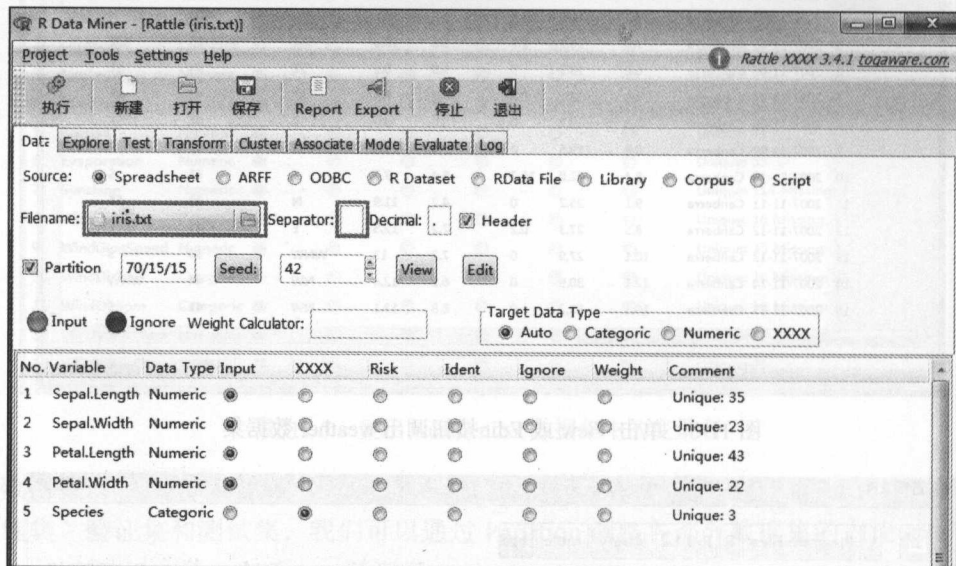 R Data Miner - [Rattle (iris.txt)]
Project Tools Settings Help
Rattle XXXX 3.4.1 togaware.com
执行 新建 打开 保存 Report Export 停止 退出
Data Explore Test Transform Cluster Associate Model Evaluate Log
Source: Spreadsheet ARFF ODBC R Dataset RData File Library Corpus Script
Filename: iris.txt Separator: Decimal: . Header
Partition 70/15/15 Seed: 42 View Edit
Input Ignore Weight Calculator:
Target Data Type
Auto Categoric Numeric XXXX
No. Variable Data Type Input XXXX Risk Ident Ignore Weight Comment
1 Sepal.Length Numeric Unique: 35
2 Sepal.Width Numeric Unique: 23
3 Petal.Length Numeric Unique: 43
4 Petal.Width Numeric Unique: 22
5 Species Categoric Unique: 3